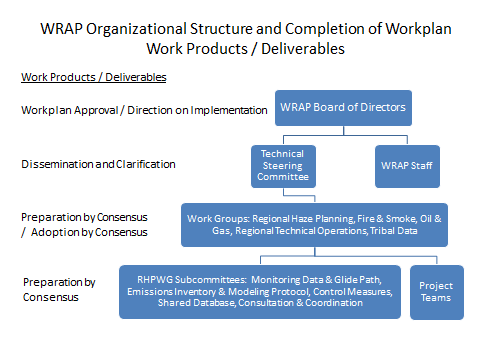 WRAP Organizational Structure and Completion of Workplan
Work Products / Deliverables
Work Products / Deliverables
Workplan Approval / Direction on Implementation
WRAP Board of Directors
Dissemination and Clarification
Technical
Steering
Committee
WRAP Staff
Preparation by Consensus
/ Adoption by Consensus
Work Groups: Regional Haze Planning, Fire & Smoke, Oil &
Gas, Regional Technical Operations, Tribal Data
Preparation by
Consensus
RHPWG Subcommittees: Monitoring Data & Glide Path,
Emissions Inventory & Modeling Protocol, Control Measures,
Shared Database, Consultation & Coordination
Project
Teams